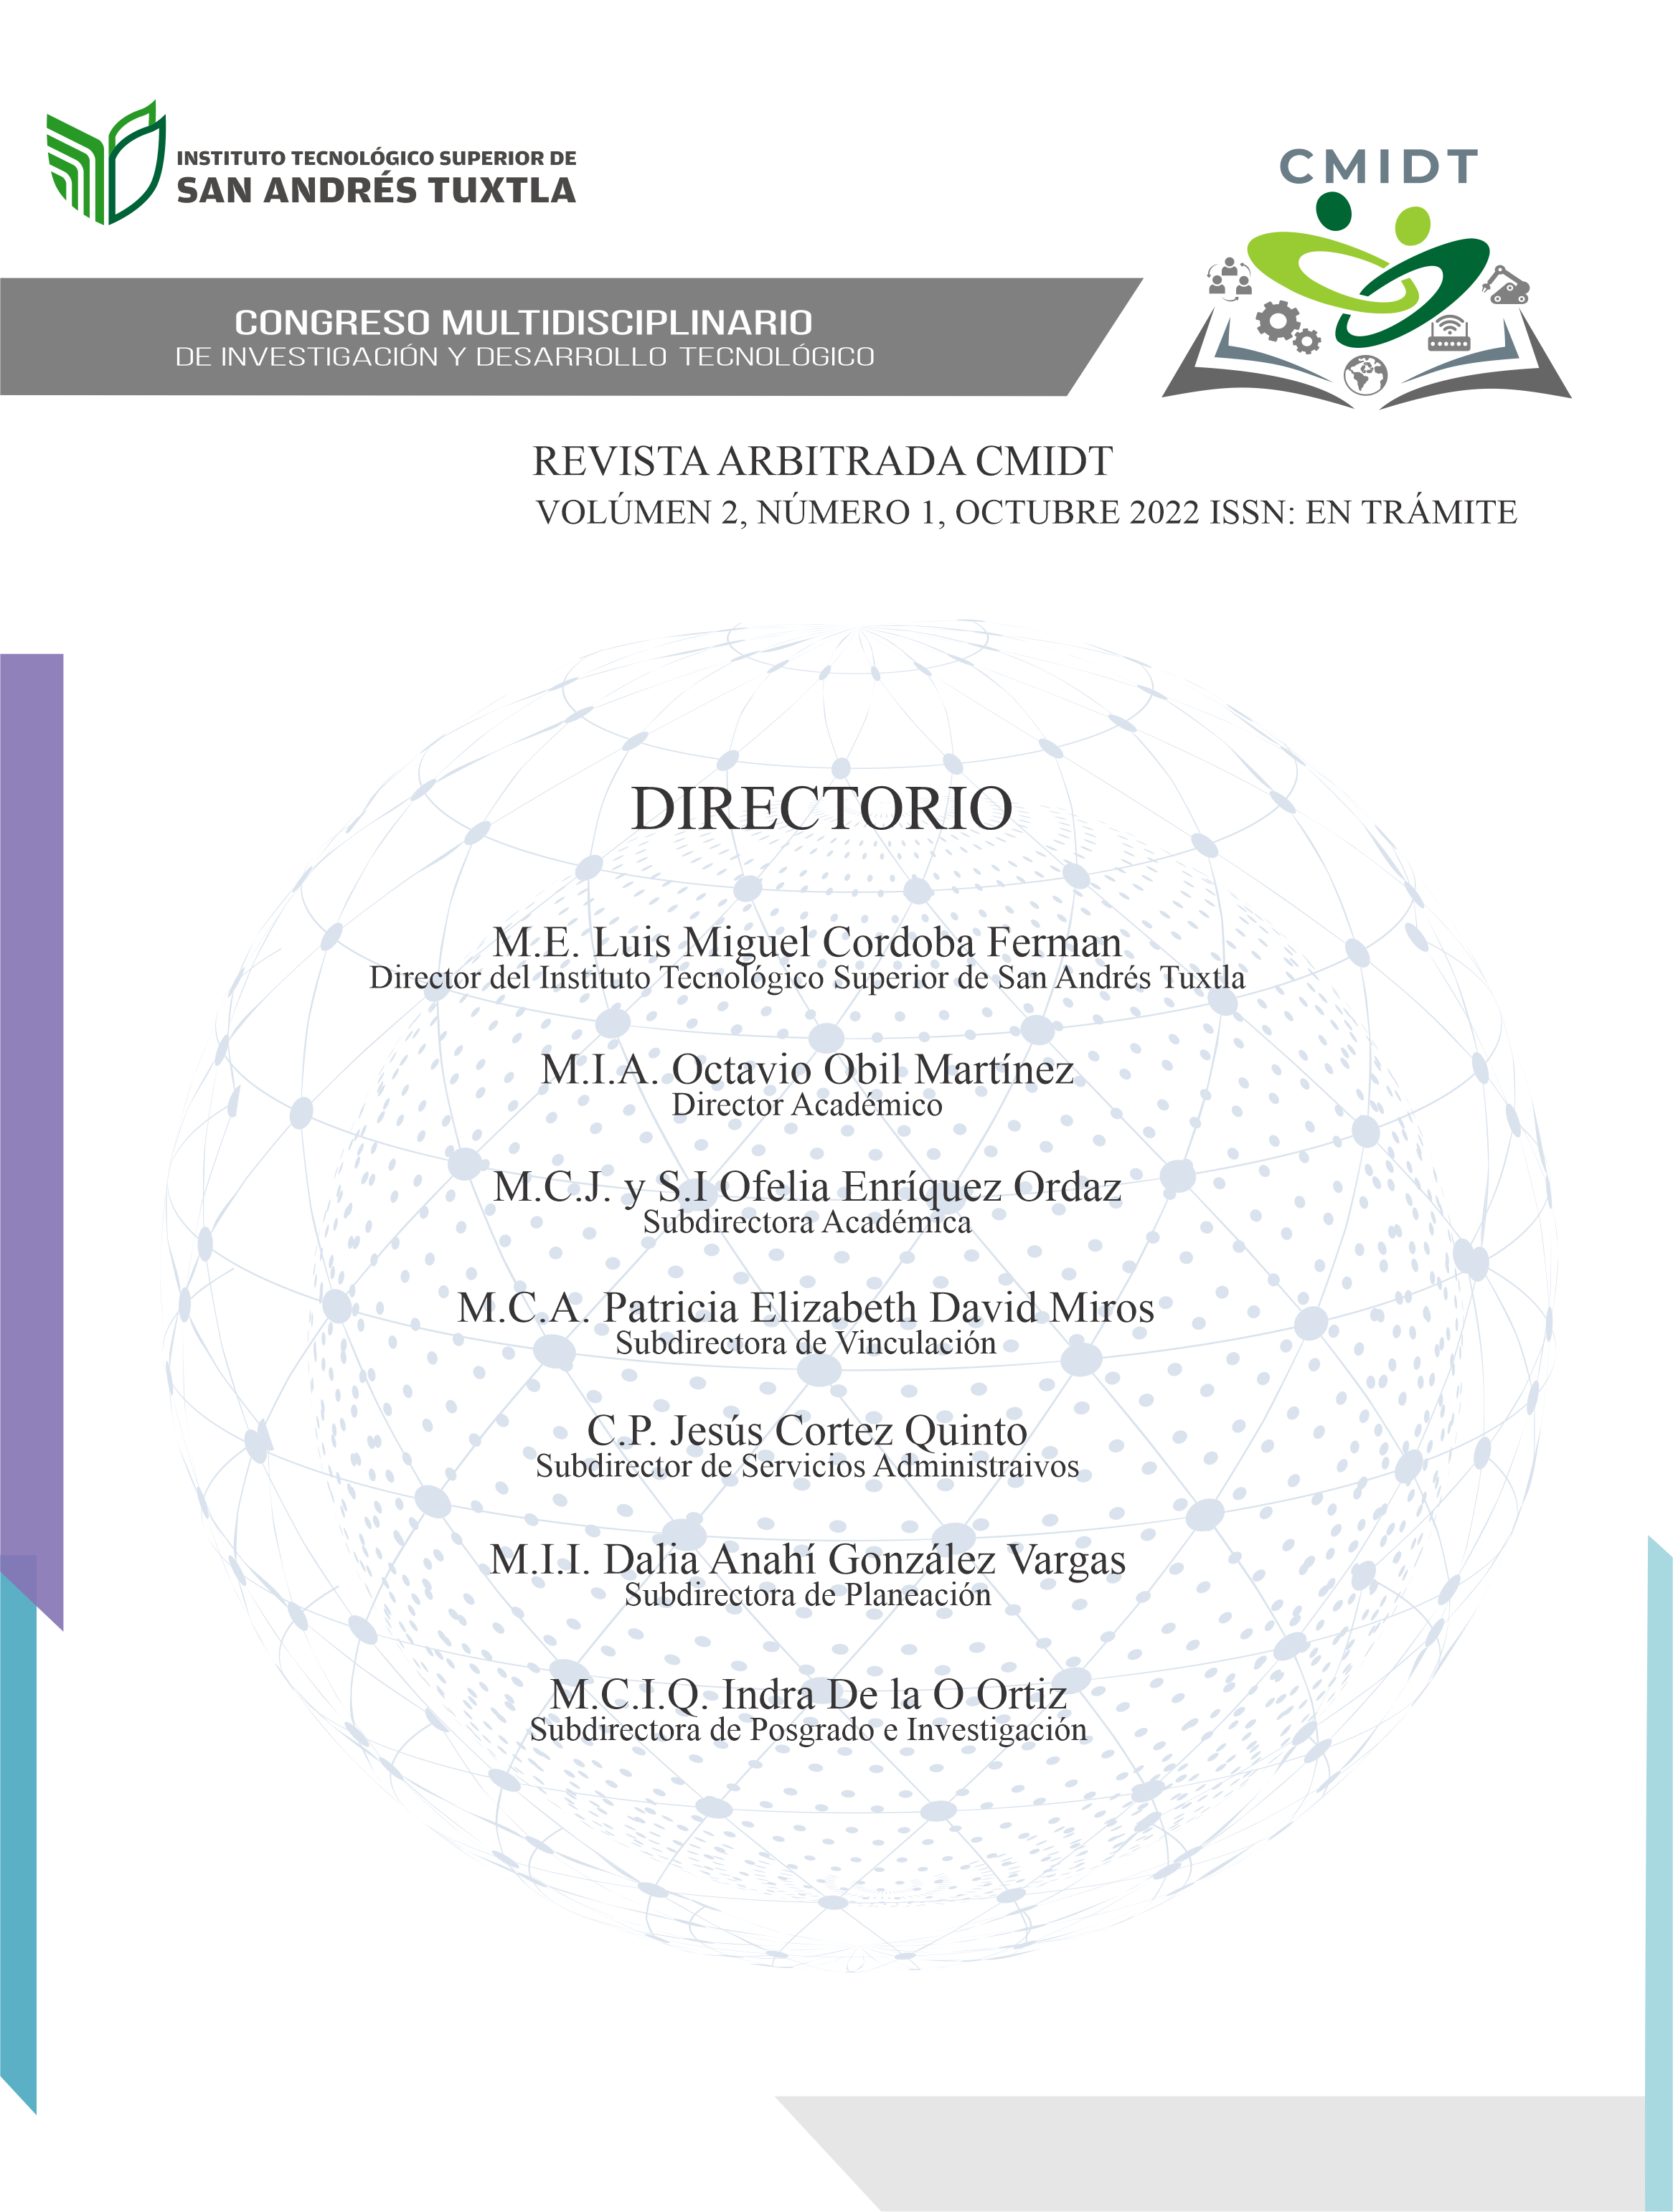 INSTITUTO TECNOLÓGICO SUPERIOR DE
SAN ANDRÉS TUXTLA
CMIDT
CONGRESO MULTIDISCIPLINARIO
DE INVESTIGACIÓN Y DESARROLLO TECNOLÓGICO
REVISTA ARBITRADA CMIDT
VOLÚMEN 2, NÚMERO 1, OCTUBRE 2022 ISSN: EN TRÁMITE
DIRECTORIO
M.E. Luis Miguel Cordoba Ferman
Director del Instituto Tecnológico Superior de San Andrés Tuxtla
M.I.A. Octavio Obil Martínez
Director Académico
M.C.J. y S.I Ofelia Enríquez Ordaz
Subdirectora Académica
M.C.A. Patricia Elizabeth David Miros
Subdirectora de Vinculación
C.P. Jesús Cortez Quinto
Subdirector de Servicios Administraivos
M.I.I. Dalia Anahí González Vargas
Subdirectora de Planeación
M.C.I.Q. Indra De la O Ortiz
Subdirectora de Posgrado e Investigación